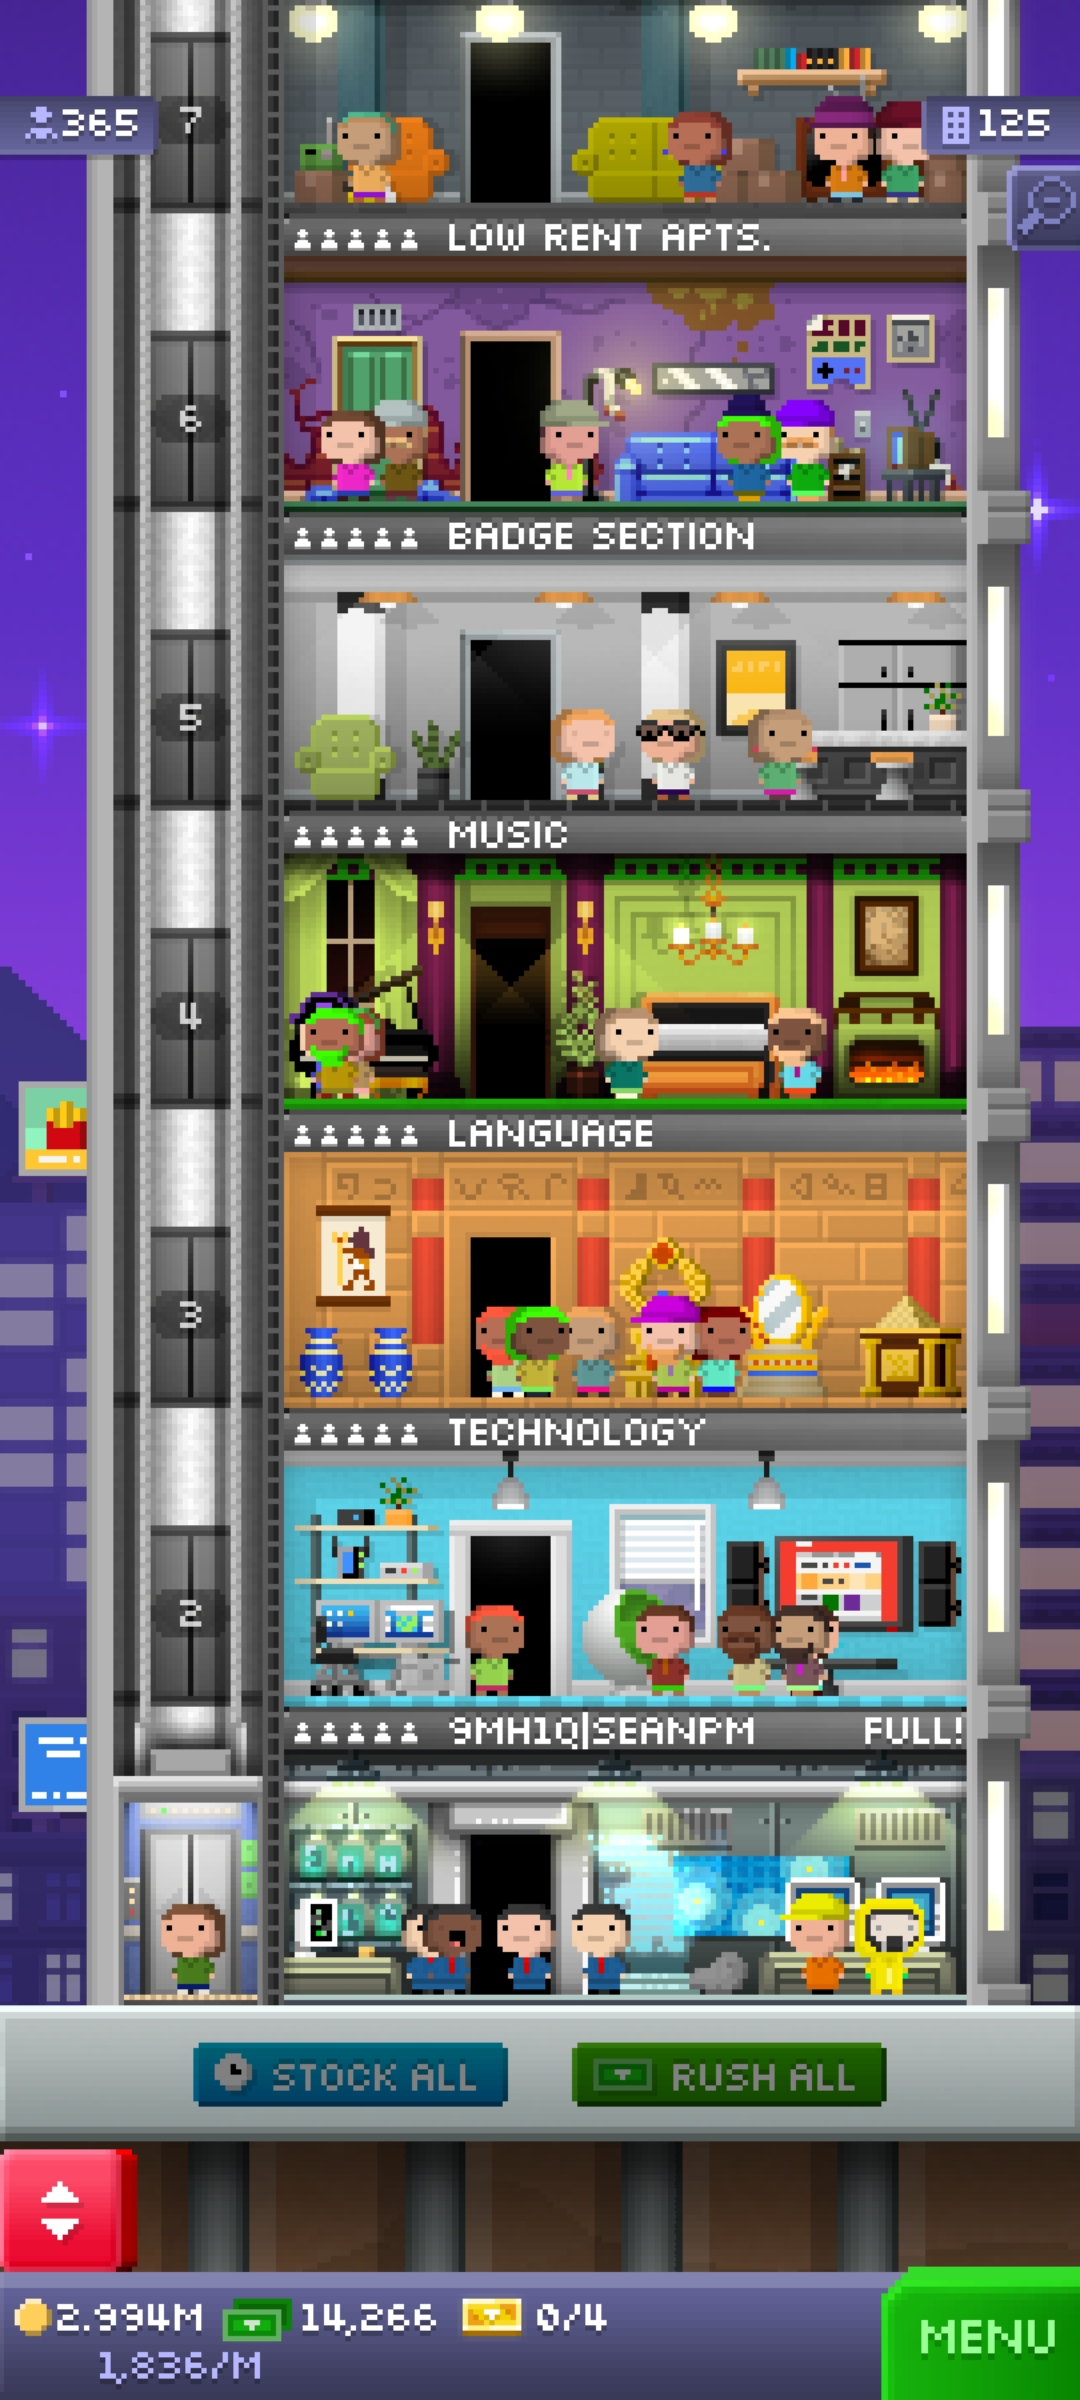 365
7
125
LOW RENT APTS.
6
BADGE SECTION
5
MUSIC
4
LANGUAGE
3
TECHNOLOGY
2
9MH1Q|SEANPM FULL!
STOCK ALL
RUSH ALL
2.994M 14,266 0/4
1,836/M
MENU